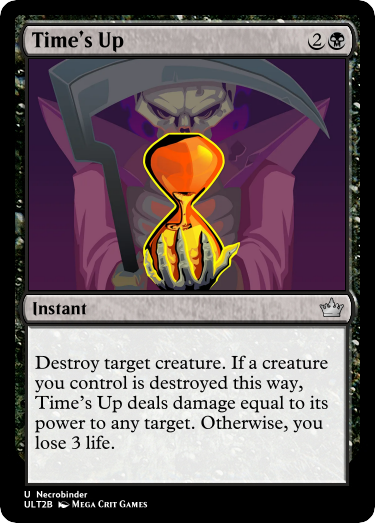 Time's Up 2
Instant
Destroy target creature. If a creature
you control is destroyed this way,
Time's Up deals damage equal to its
power to any target. Otherwise, you
lose 3 life.
U Necrobinder
ULT2B Mega Crit Games